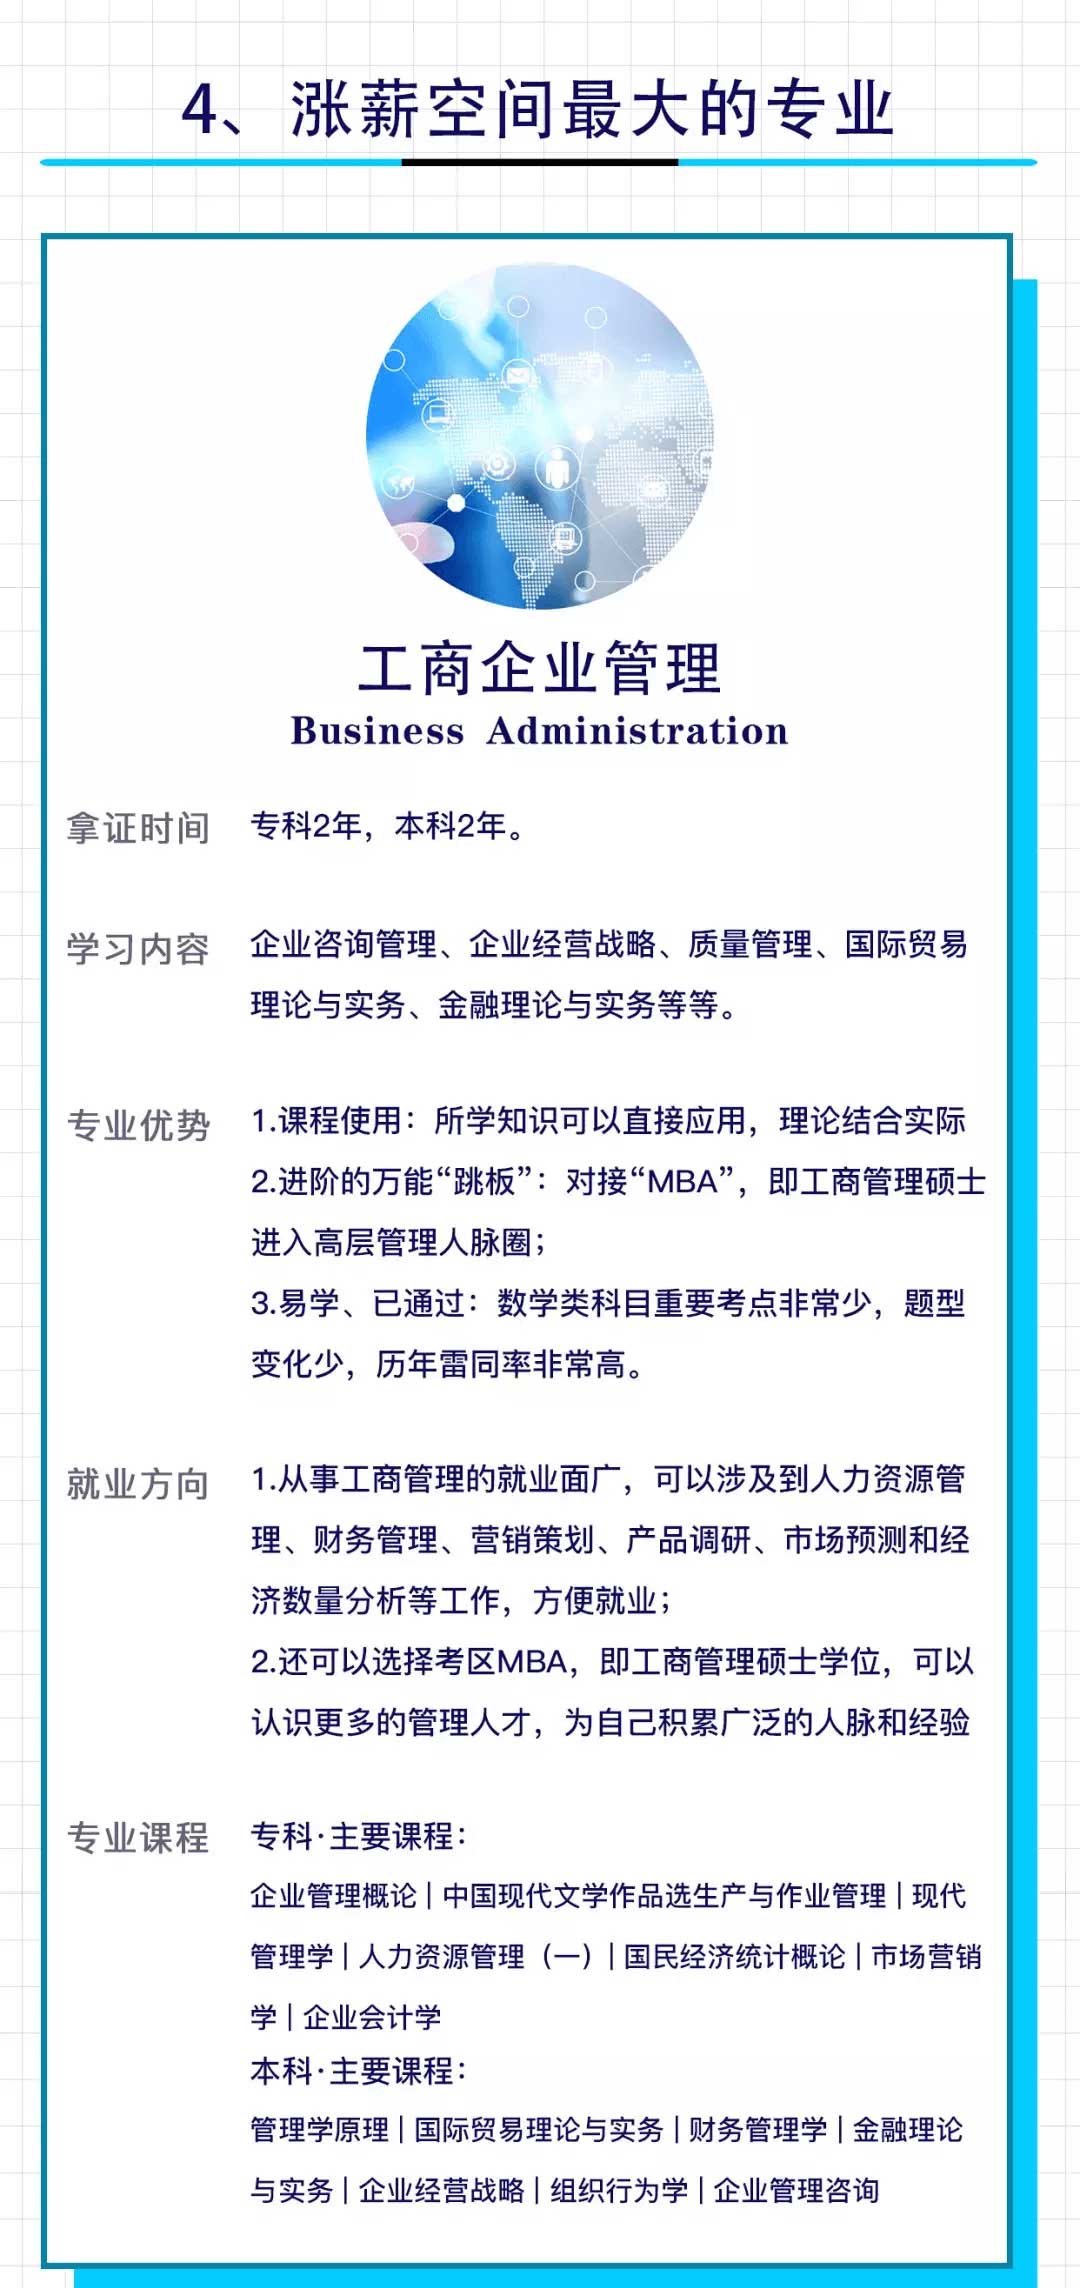 4、涨薪空间最大的专业
工商企业管理
Business Administration
拿证时间 专科2年，本科2年。
学习内容 企业咨询管理、企业经营战略、质量管理、国际贸易
理论与实务、金融理论与实务等等。
专业优势 1.课程使用：所学知识可以直接应用，理论结合实际
2.进阶的万能“跳板”：对接“MBA”，即工商管理硕士
进入高层管理人脉圈；
3.易学、已通过：数学类科目重要考点非常少，题型
变化少，历年雷同率非常高。
就业方向 1.从事工商管理的就业面广，可以涉及到人力资源管
理、财务管理、营销策划、产品调研、市场预测和经
济数量分析等工作，方便就业；
2.还可以选择考区MBA，即工商管理硕士学位，可以
认识更多的管理人才，为自己积累广泛的人脉和经验
专业课程 专科·主要课程：
企业管理概论 | 中国现代文学作品选生产与作业管理 | 现代
管理学 | 人力资源管理（一）| 国民经济统计概论 | 市场营销
学 | 企业会计学
本科·主要课程：
管理学原理 | 国际贸易理论与实务 | 财务管理学 | 金融理论
与实务 | 企业经营战略 | 组织行为学 | 企业管理咨询